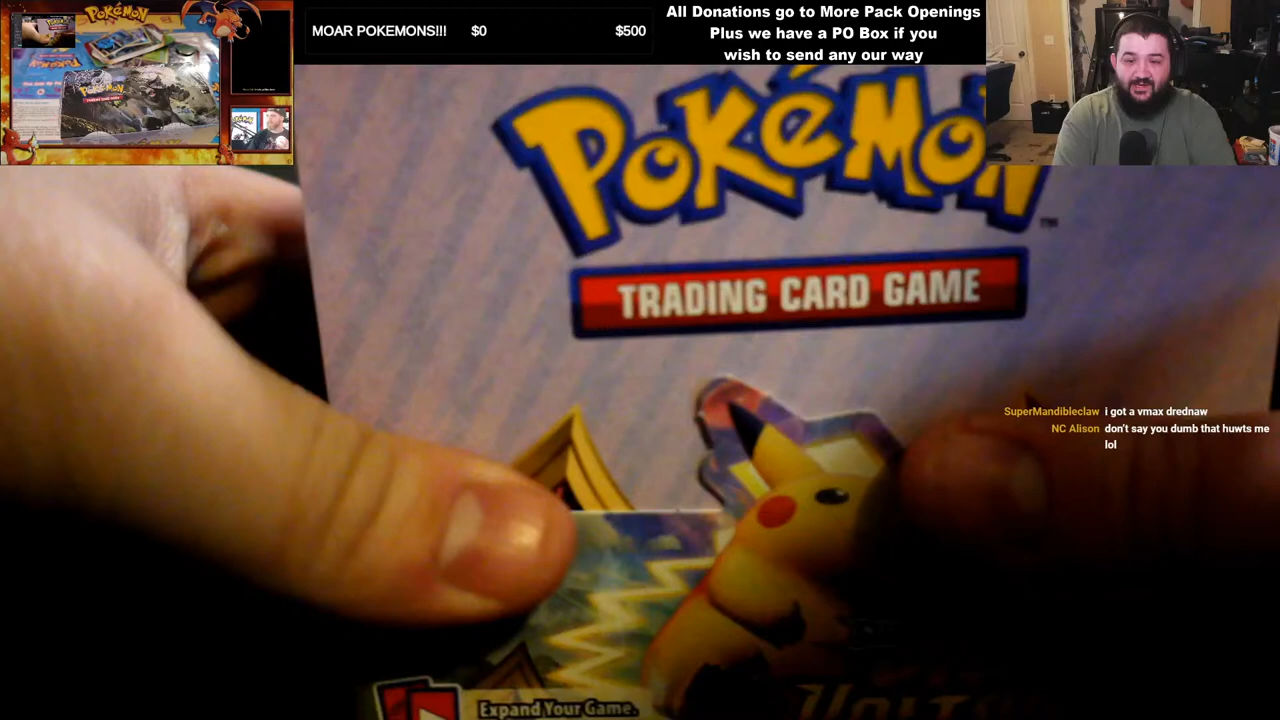 MOAR POKEMONS!!! $0 $500
All Donations go to More Pack Openings
Plus we have a PO Box if you
wish to send any our way
POKéMON
POKéMON
TM
TRADING CARD GAME
SuperMandibleclaw i got a vmax drednaw
NC Alison don't say you dumb that huwts me
lol
Expand Your Game.